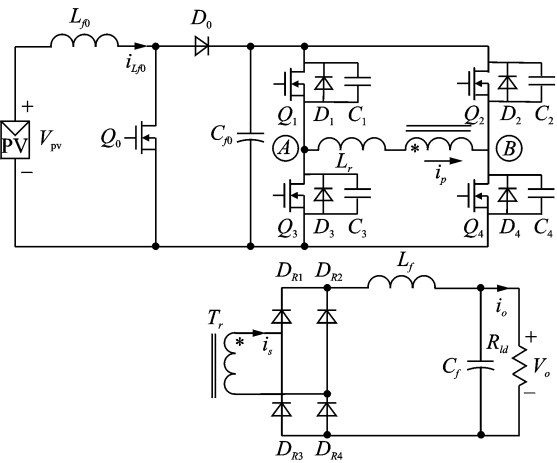 L_f0
D_0
i_Lf0
+
PV
V_pv
−
Q_0
C_f0
Q_1
D_1
C_1
Q_2
D_2
C_2
A
L_r
*
i_p
B
Q_3
D_3
C_3
Q_4
D_4
C_4
D_R1
D_R2
L_f
T_r
*
i_s
i_o
C_f
R_ld
+
V_o
−
D_R3
D_R4